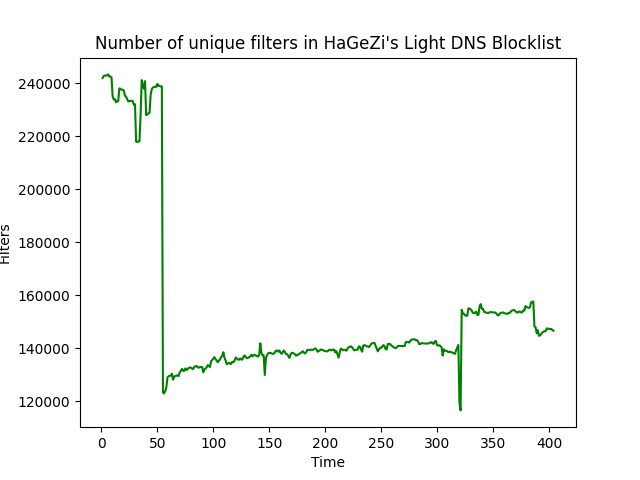 Number of unique filters in HaGeZi's Light DNS Blocklist
240000
220000
200000
180000
160000
140000
120000
Filters
0 50 100 150 200 250 300 350 400
Time